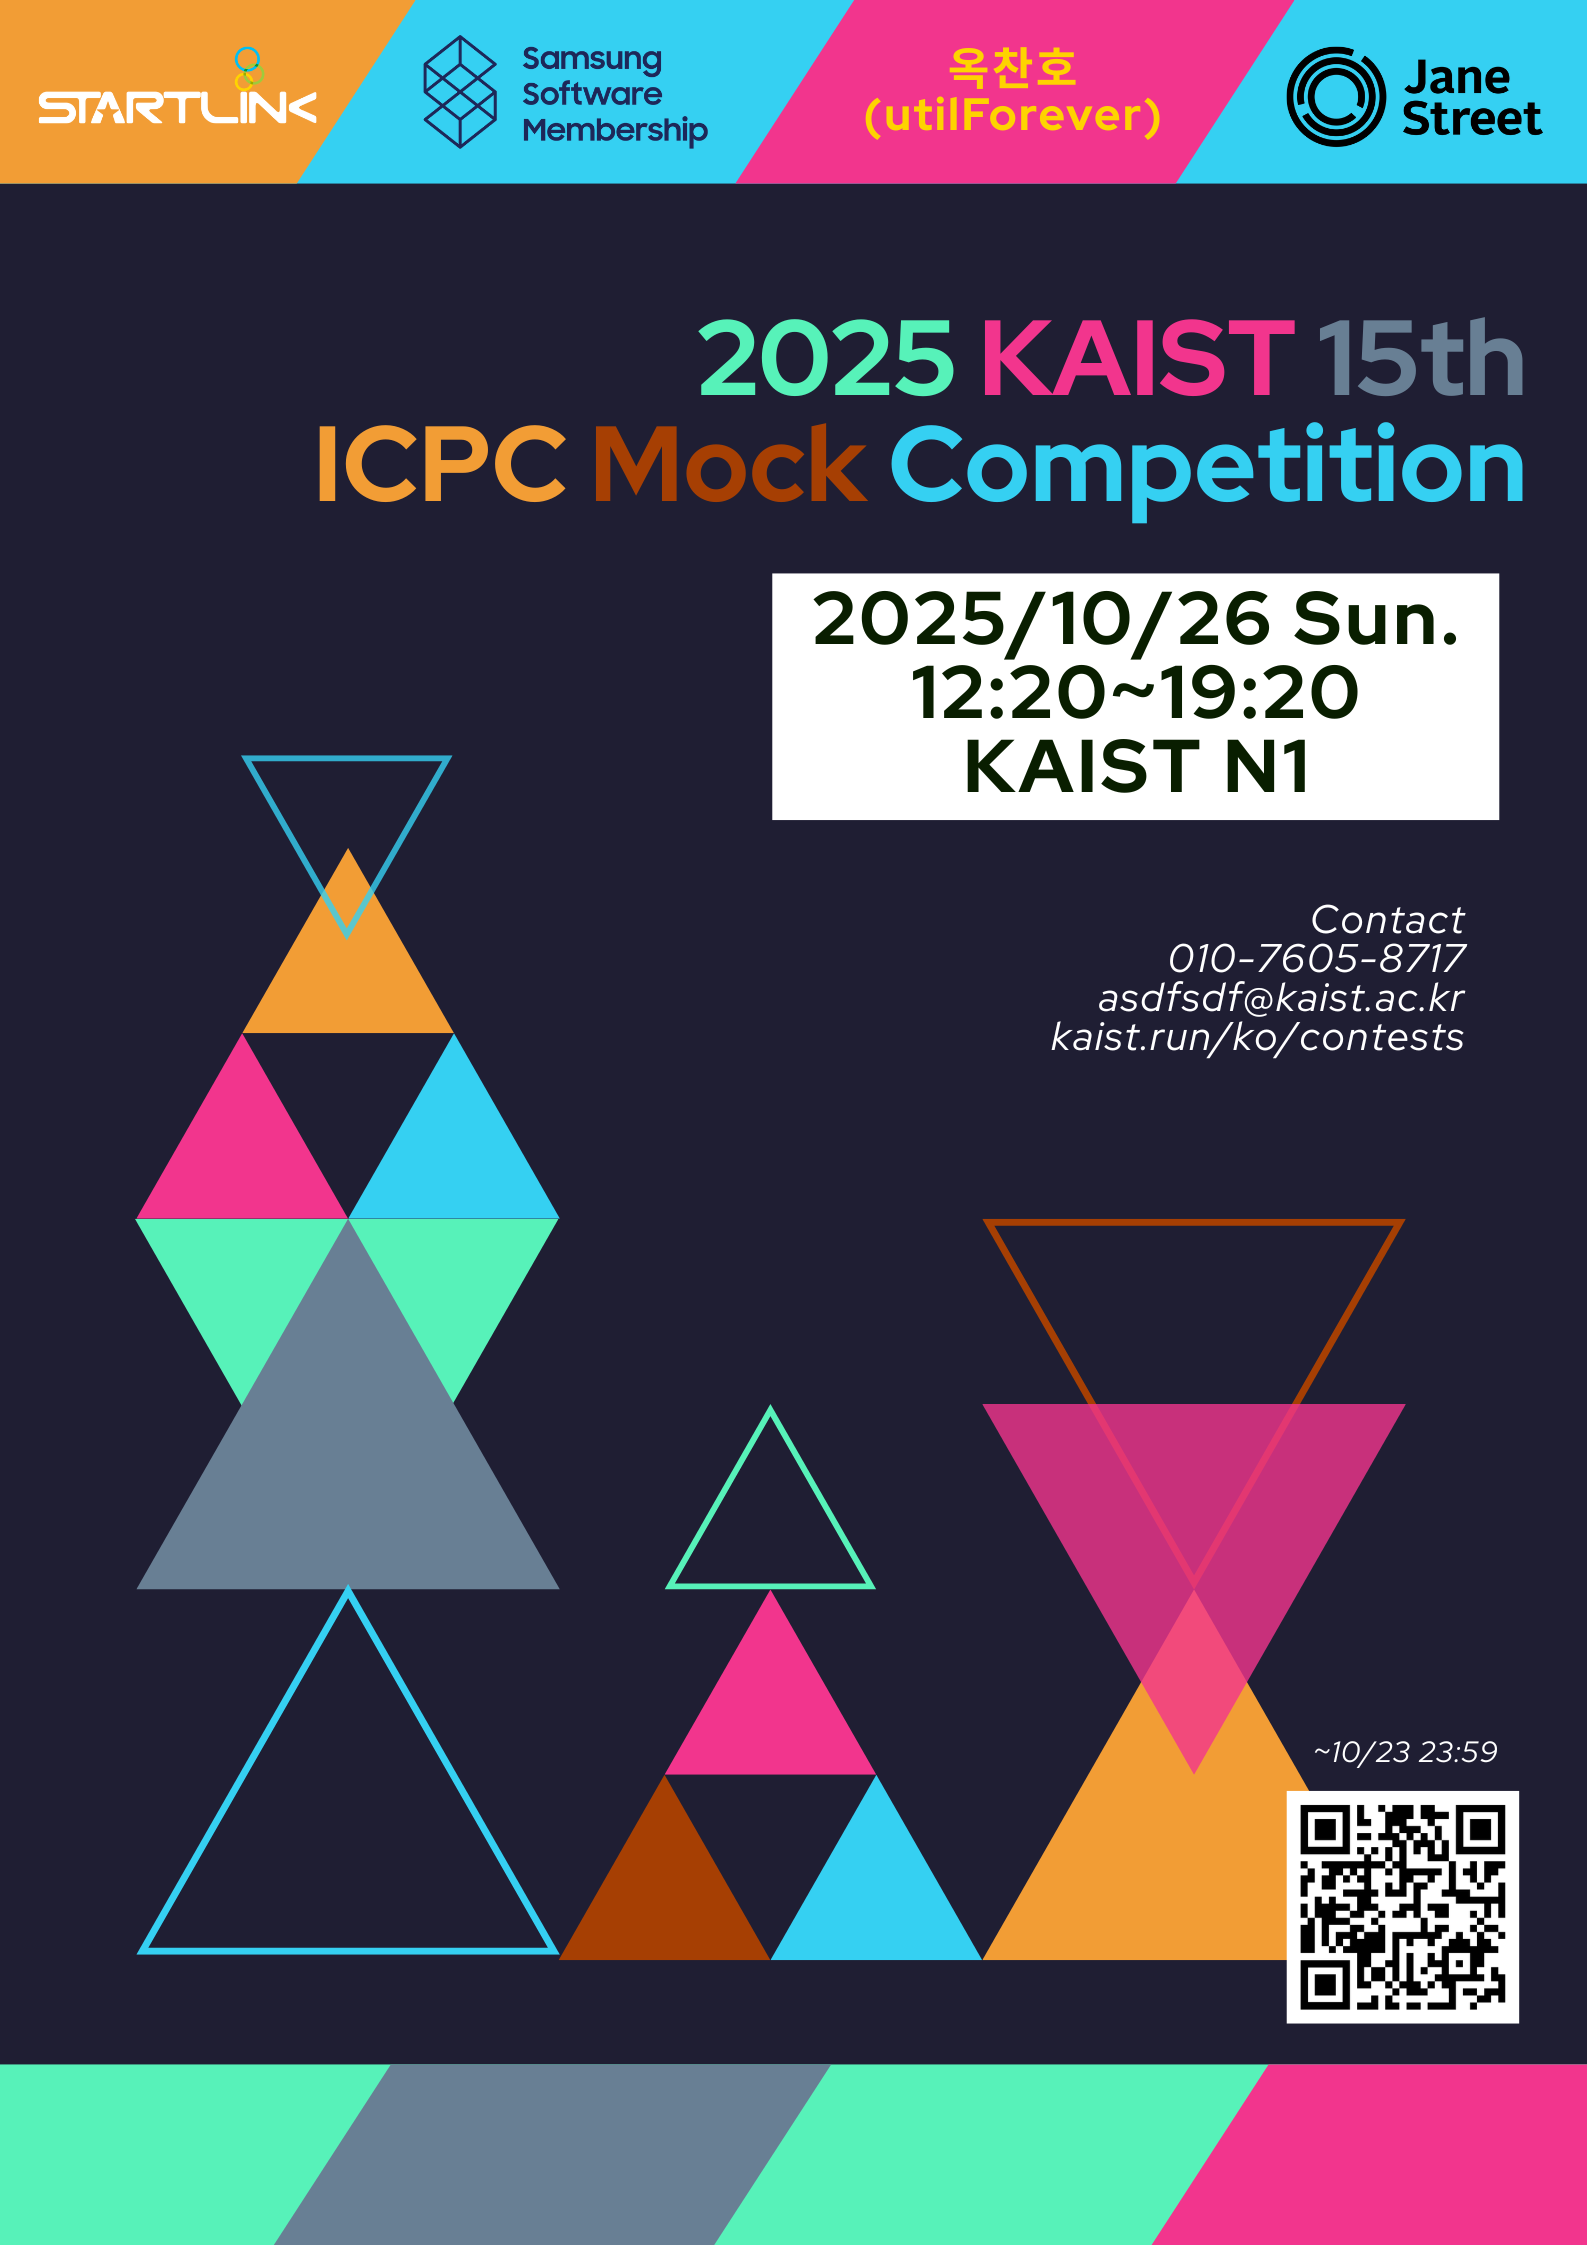 STARTLINK
Samsung
Software
Membership
옥찬호
(utilForever)
Jane
Street
2025 KAIST 15th
ICPC Mock Competition
2025/10/26 Sun.
12:20~19:20
KAIST N1
Contact
010-7605-8717
asdfsdf@kaist.ac.kr
kaist.run/ko/contests
~10/23 23:59